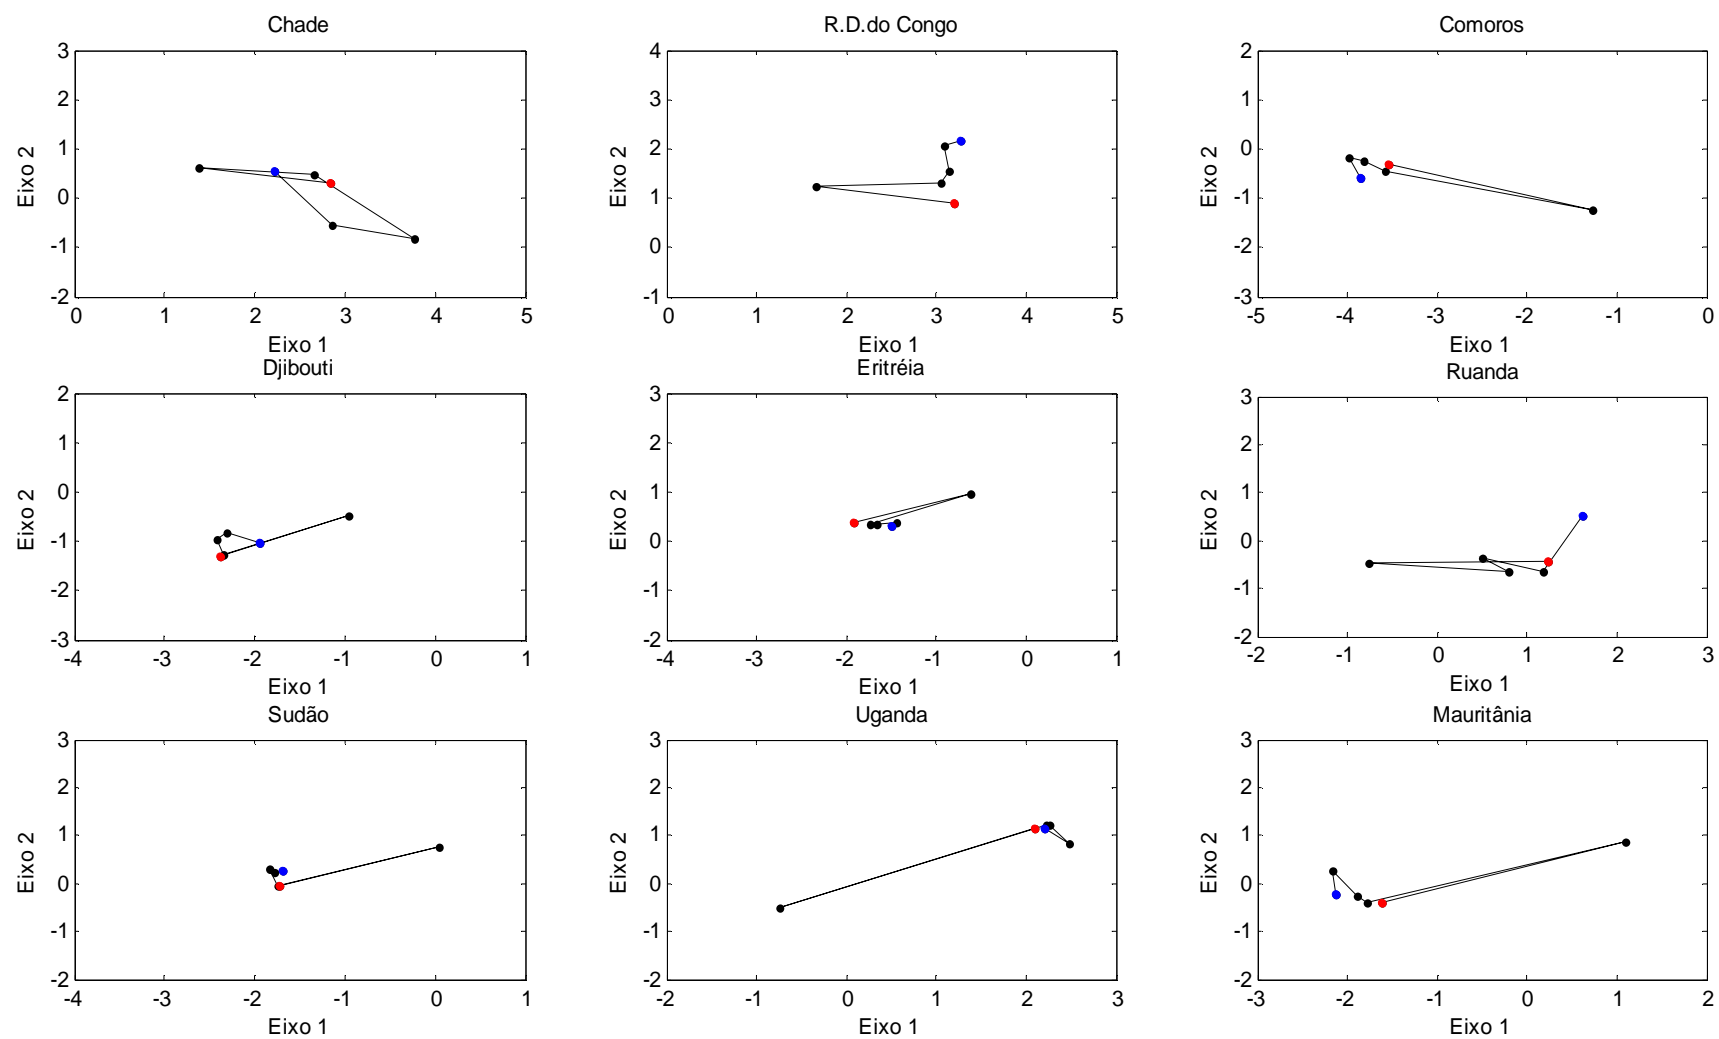 Chade
3
2
1
0
-1
-2
Eixo 2
0 1 2 3 4 5
Eixo 1
R.D.do Congo
4
3
2
1
0
-1
Eixo 2
0 1 2 3 4 5
Eixo 1
Comoros
2
1
0
-1
-2
-3
Eixo 2
-5 -4 -3 -2 -1 0
Eixo 1
Djibouti
2
1
0
-1
-2
-3
Eixo 2
-4 -3 -2 -1 0 1
Eixo 1
Eritréia
3
2
1
0
-1
-2
Eixo 2
-4 -3 -2 -1 0 1
Eixo 1
Ruanda
3
2
1
0
-1
-2
Eixo 2
-2 -1 0 1 2 3
Eixo 1
Sudão
3
2
1
0
-1
-2
Eixo 2
-4 -3 -2 -1 0 1
Eixo 1
Uganda
3
2
1
0
-1
-2
Eixo 2
-2 -1 0 1 2 3
Eixo 1
Mauritânia
3
2
1
0
-1
-2
Eixo 2
-3 -2 -1 0 1 2
Eixo 1